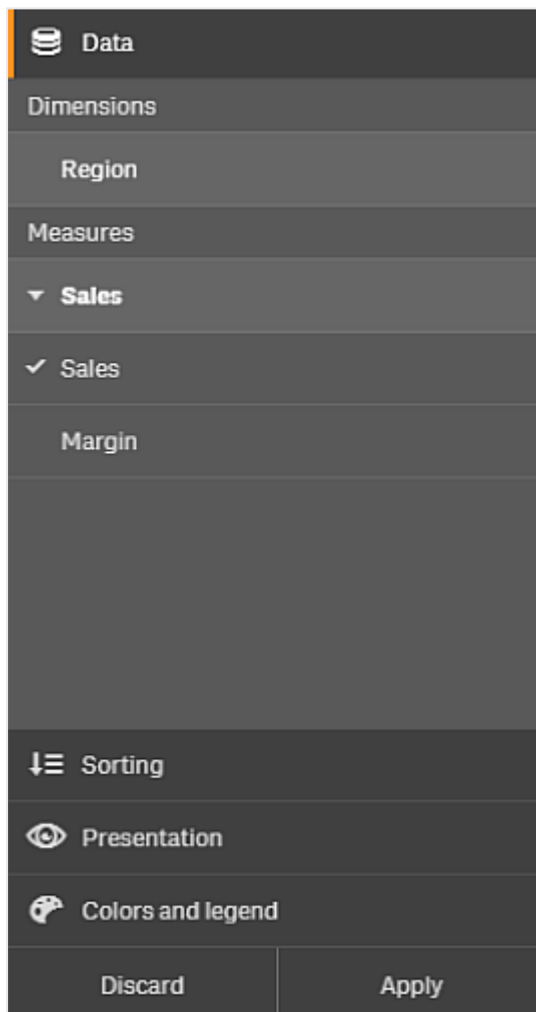 Data
Dimensions
Region
Measures
Sales
Sales
Margin
Sorting
Presentation
Colors and legend
Discard Apply